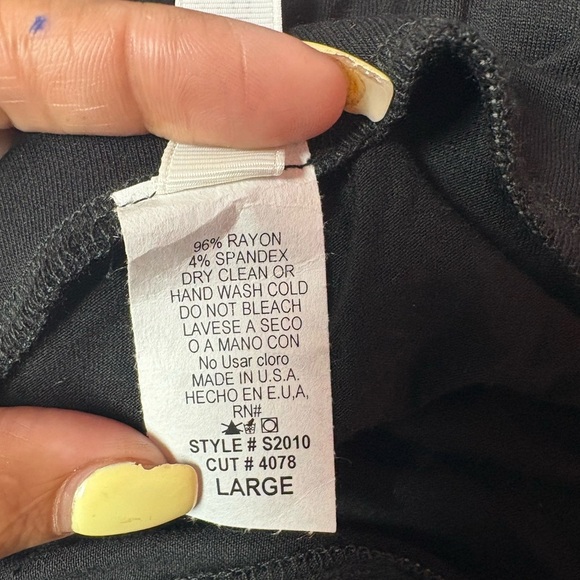 96% RAYON
4% SPANDEX
DRY CLEAN OR
HAND WASH COLD
DO NOT BLEACH
LAVESE A SECO
O A MANO CON
No Usar cloro
MADE IN U.S.A.
HECHO EN E.U,A,
RN#
STYLE # S2010
CUT # 4078
LARGE